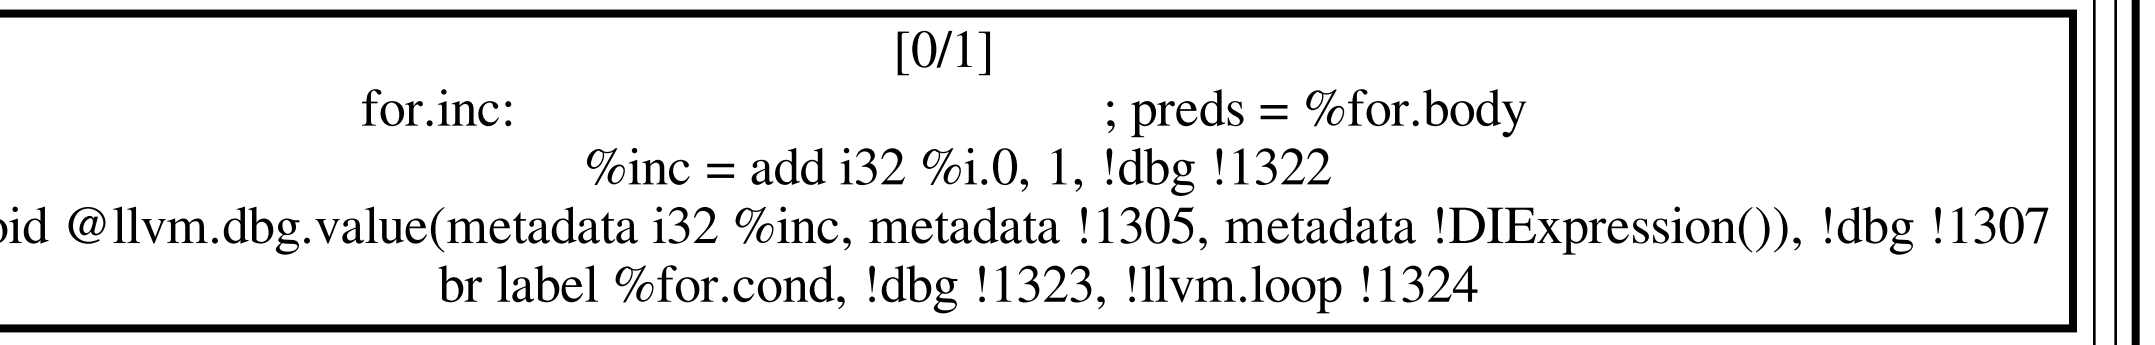 [0/1]
for.inc: ; preds = %for.body
%inc = add i32 %i.0, 1, !dbg !1322
@llvm.dbg.value(metadata i32 %inc, metadata !1305, metadata !DIExpression()), !dbg !1307
br label %for.cond, !dbg !1323, !llvm.loop !1324